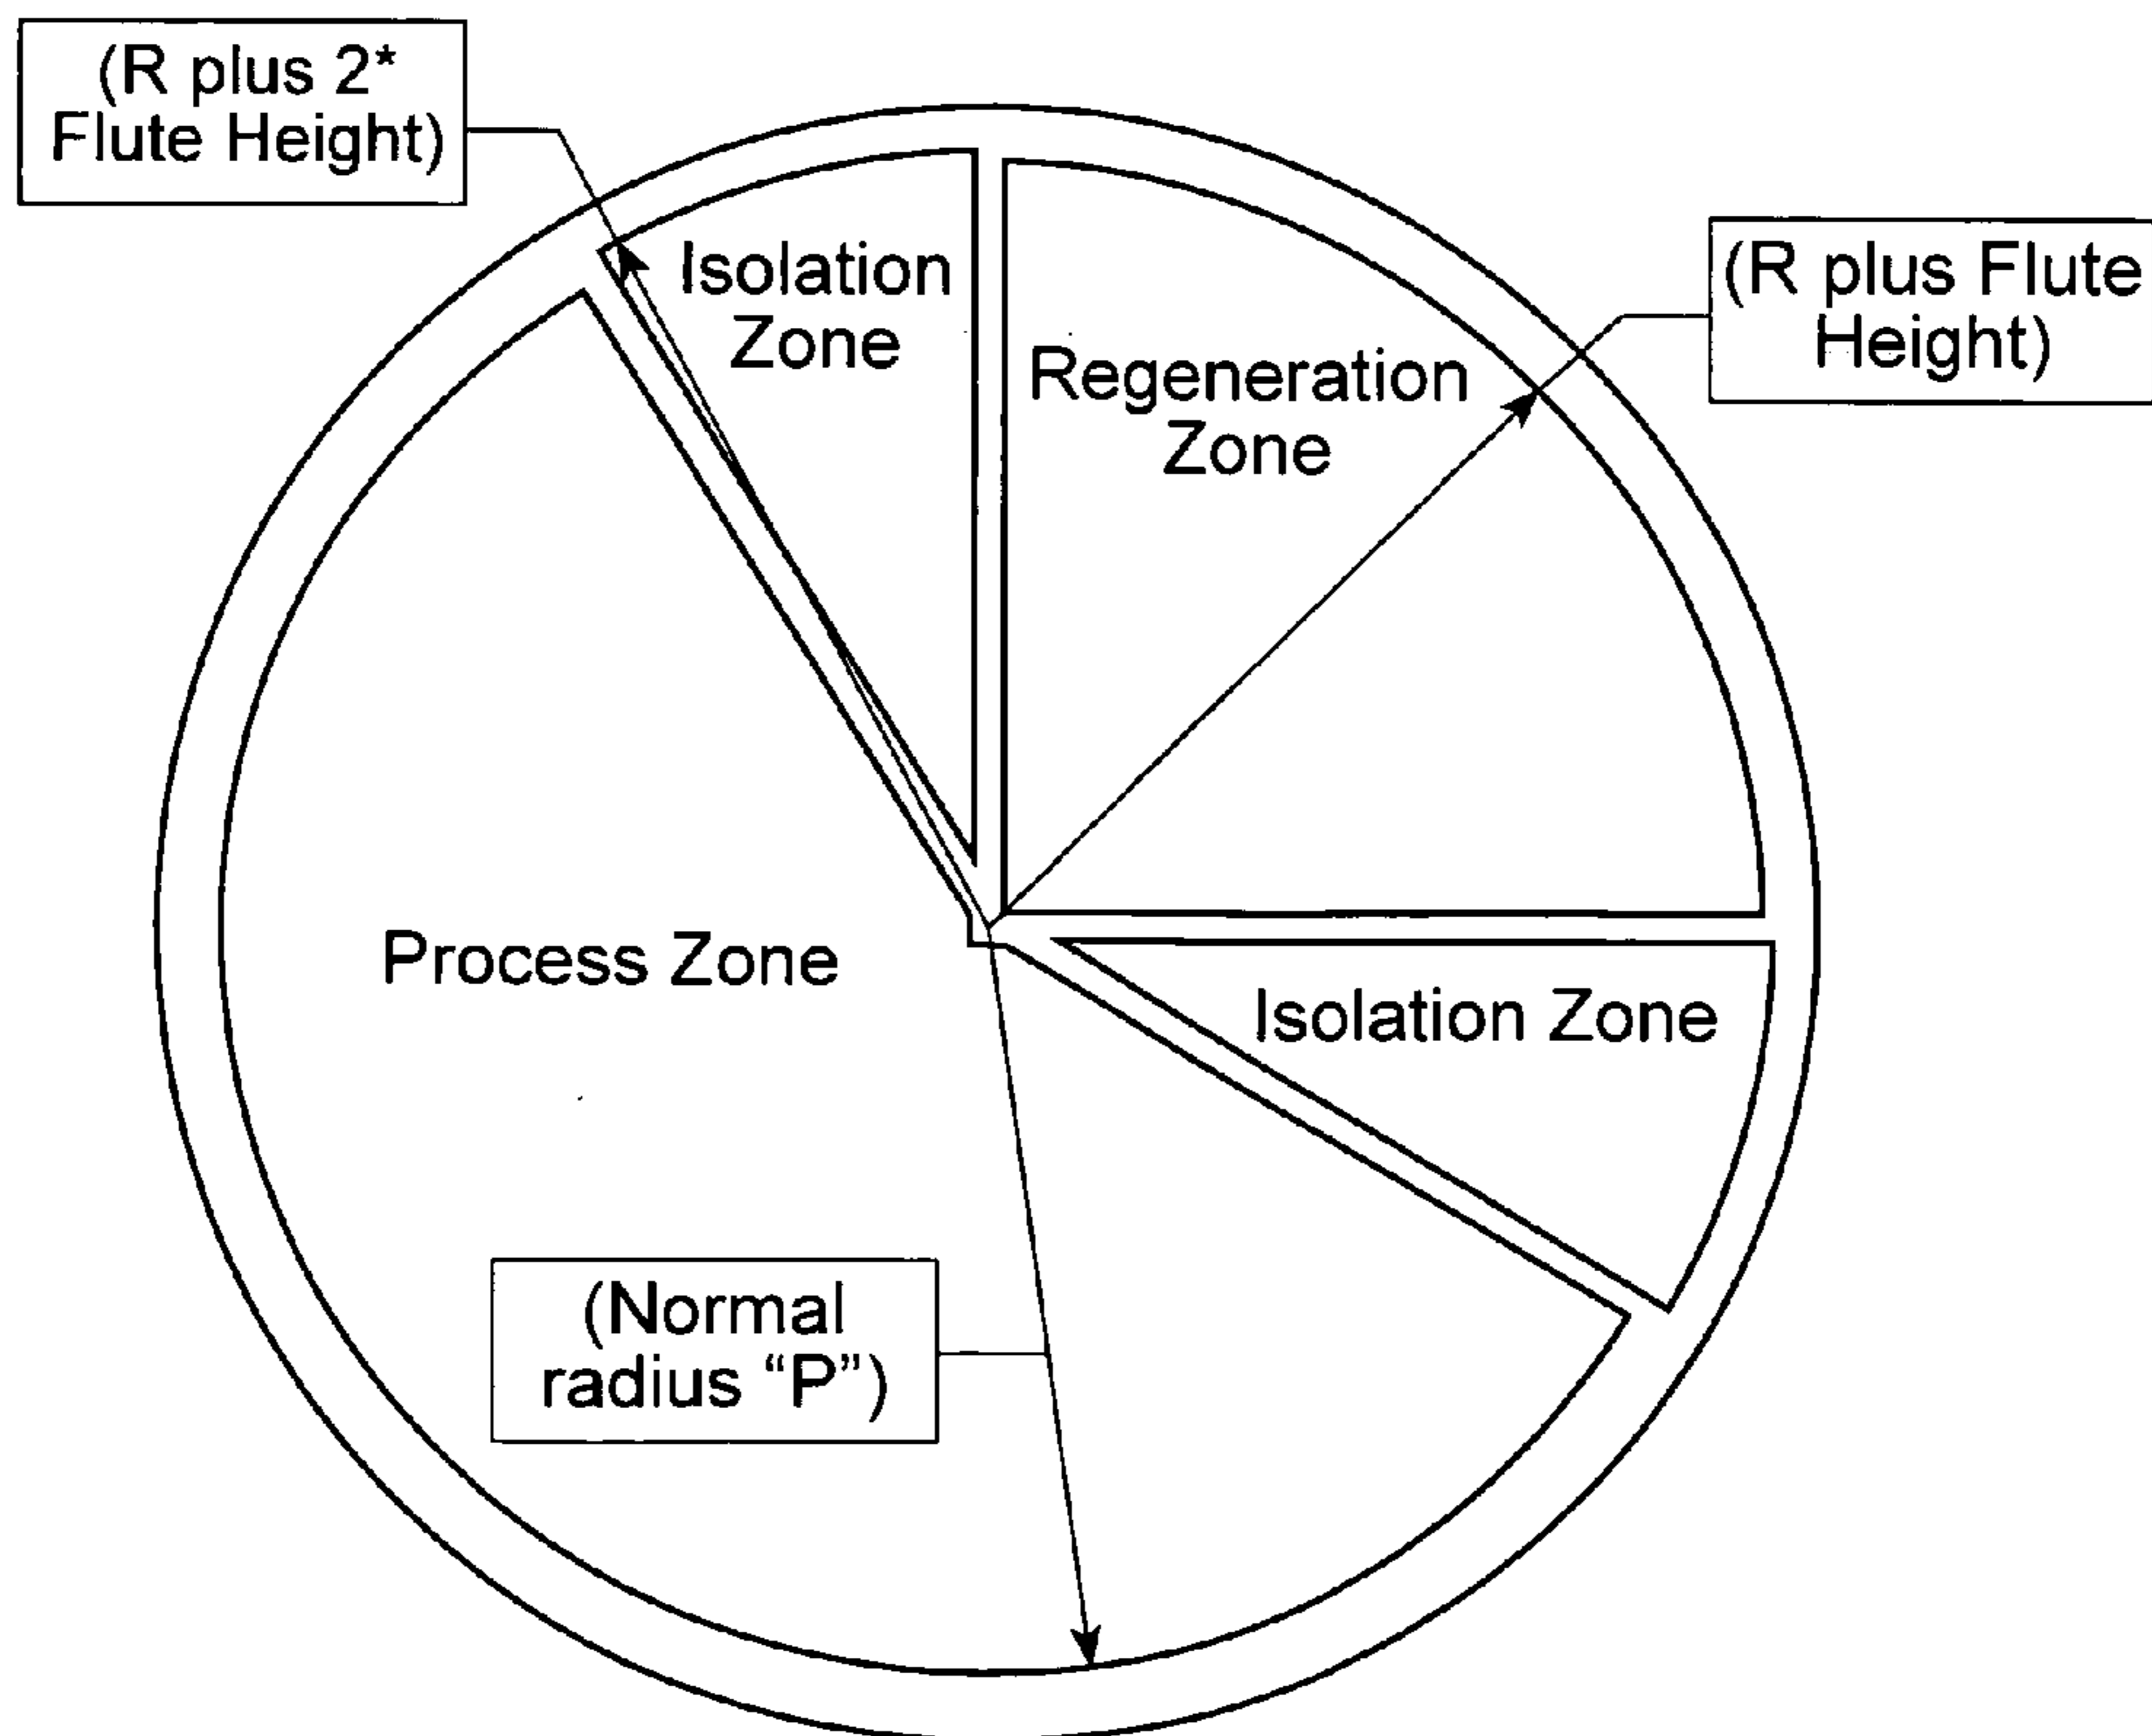 (R plus 2*
Flute Height)
Isolation
Zone
(R plus Flute
Height)
Regeneration
Zone
Process Zone
Isolation Zone
(Normal
radius “P”)